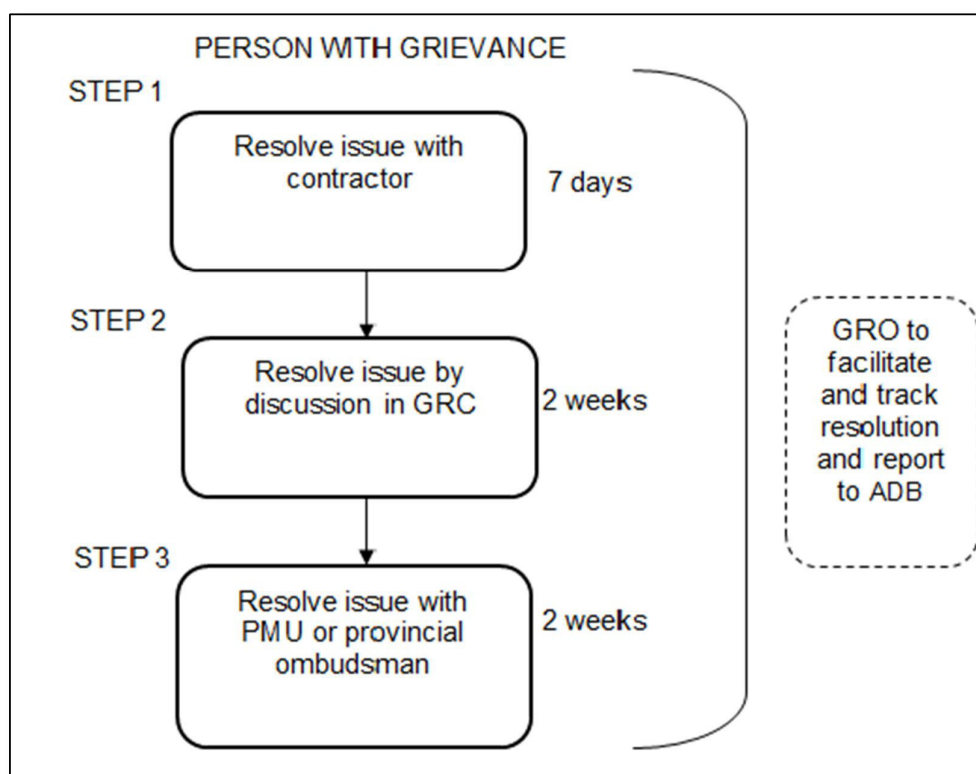 PERSON WITH GRIEVANCE
STEP 1
Resolve issue with
contractor
7 days
STEP 2
Resolve issue by
discussion in GRC
2 weeks
STEP 3
Resolve issue with
PMU or provincial
ombudsman
2 weeks
GRO to
facilitate
and track
resolution
and report
to ADB